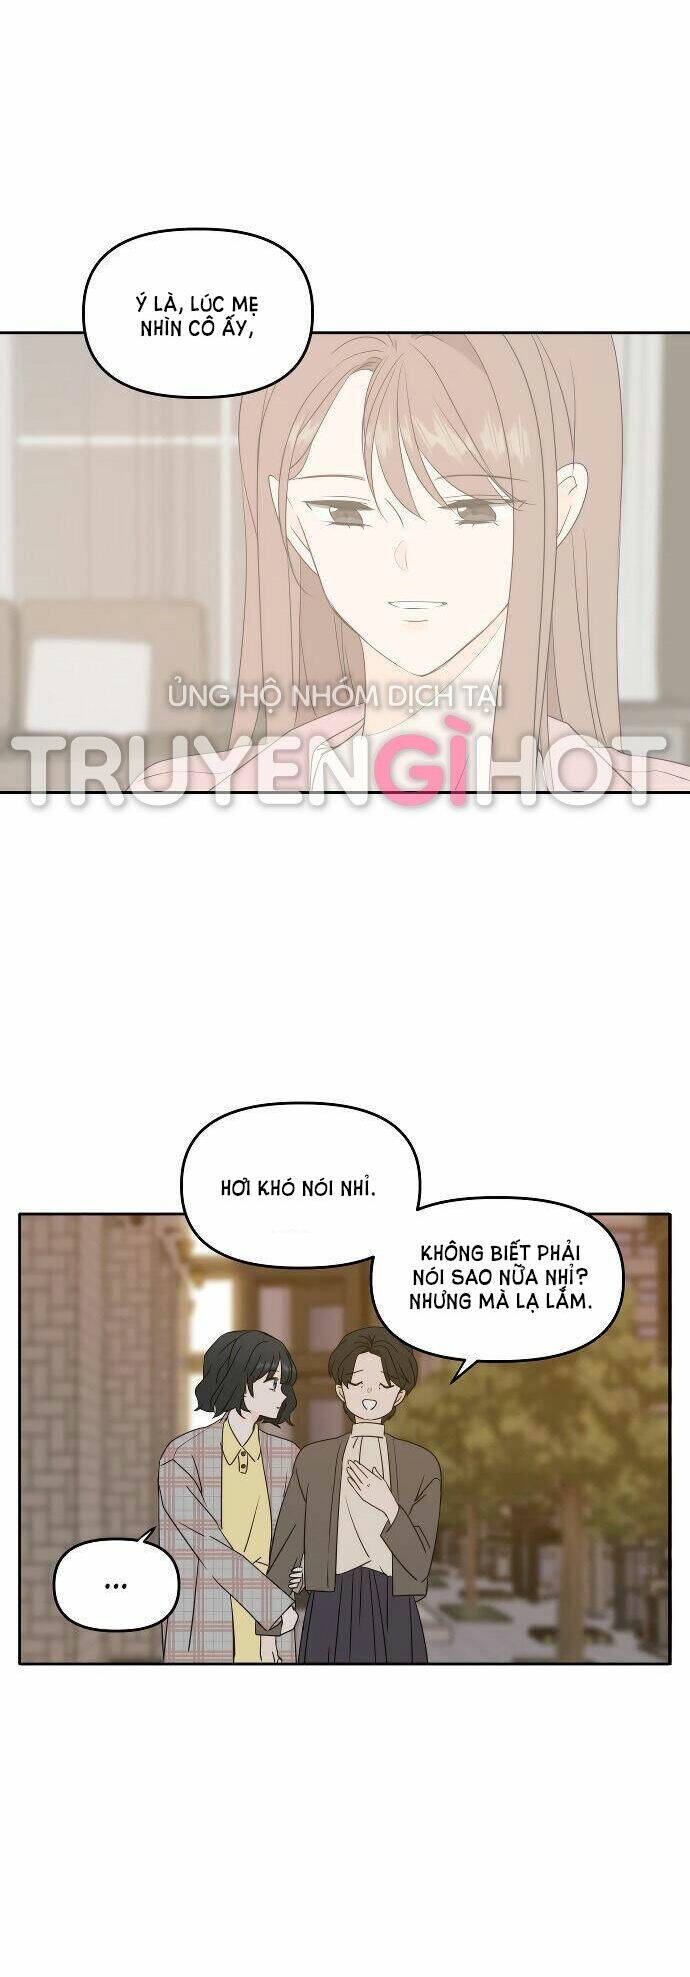 Ý LÀ, LÚC MẸ
NHÌN CÔ ẤY,
ỦNG HỘ NHÓM DỊCH TẠI
TRUYENGÌHOT
HƠI KHÓ NÓI NHỈ.
KHÔNG BIẾT PHẢI
NÓI SAO NỮA NHỈ?
NHƯNG MÀ LẠ LẮM.
...